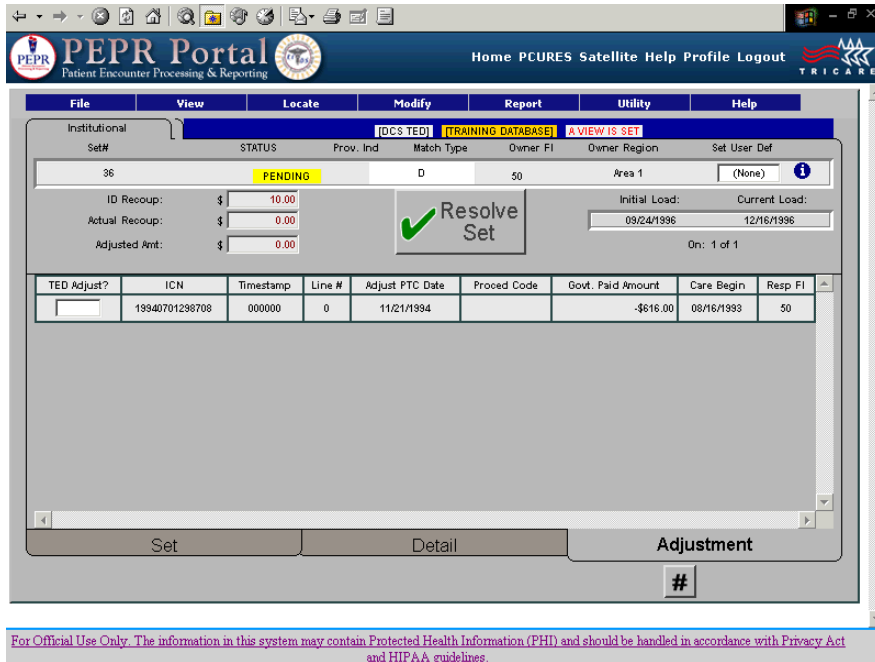 PEPR
PEPR Portal
Patient Encounter Processing & Reporting
Home PCURES Satellite Help Profile Logout
TRICARE
File View Locate Modify Report Utility Help
Institutional
[DCS TED] [TRAINING DATABASE] A VIEW IS SET
Set# STATUS Prov. Ind Match Type Owner FI Owner Region Set User Def
36 PENDING D 50 Area 1 (None)
ID Recoup: $ 10.00
Actual Recoup: $ 0.00
Adjusted Amt: $ 0.00
Resolve
Set
Initial Load: Current Load:
09/24/1996 12/16/1996
On: 1 of 1
TED Adjust? ICN Timestamp Line # Adjust PTC Date Proced Code Govt. Paid Amount Care Begin Resp FI
19940701298708 000000 0 11/21/1994 -$616.00 08/16/1993 50
Set Detail Adjustment
#
For Official Use Only. The information in this system may contain Protected Health Information (PHI) and should be handled in accordance with Privacy Act
and HIPAA guidelines.